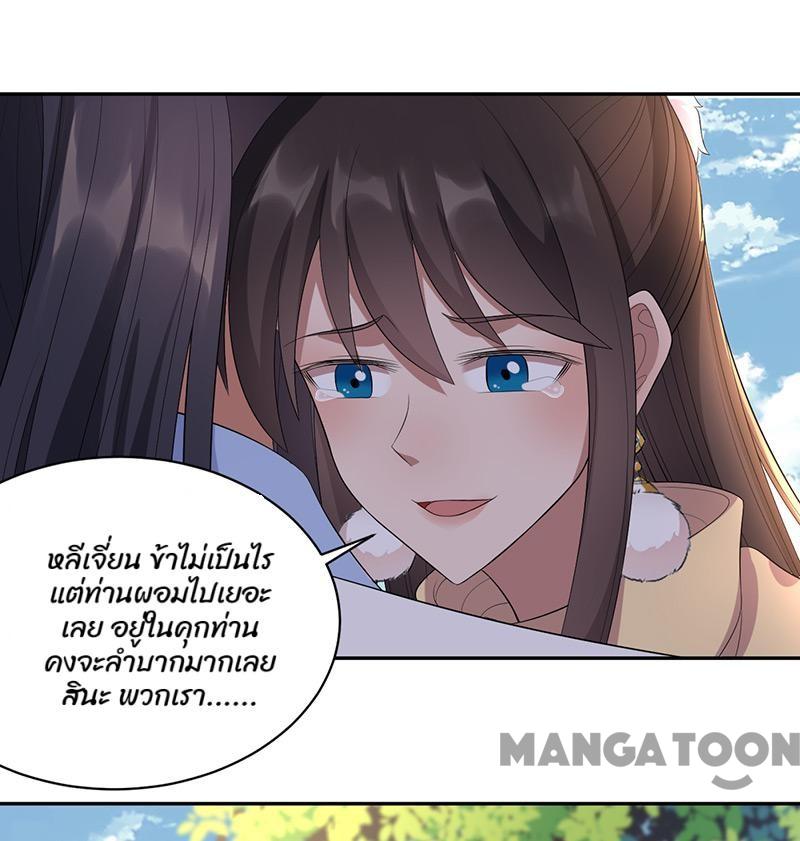 หลีเจี่ยน ข้าไม่เป็นไร
แต่ท่านผอมไปเยอะ
เลย อยู่ในคุกท่าน
คงจะลำบากมากเลย
สินะ พวกเรา......
MANGATOON